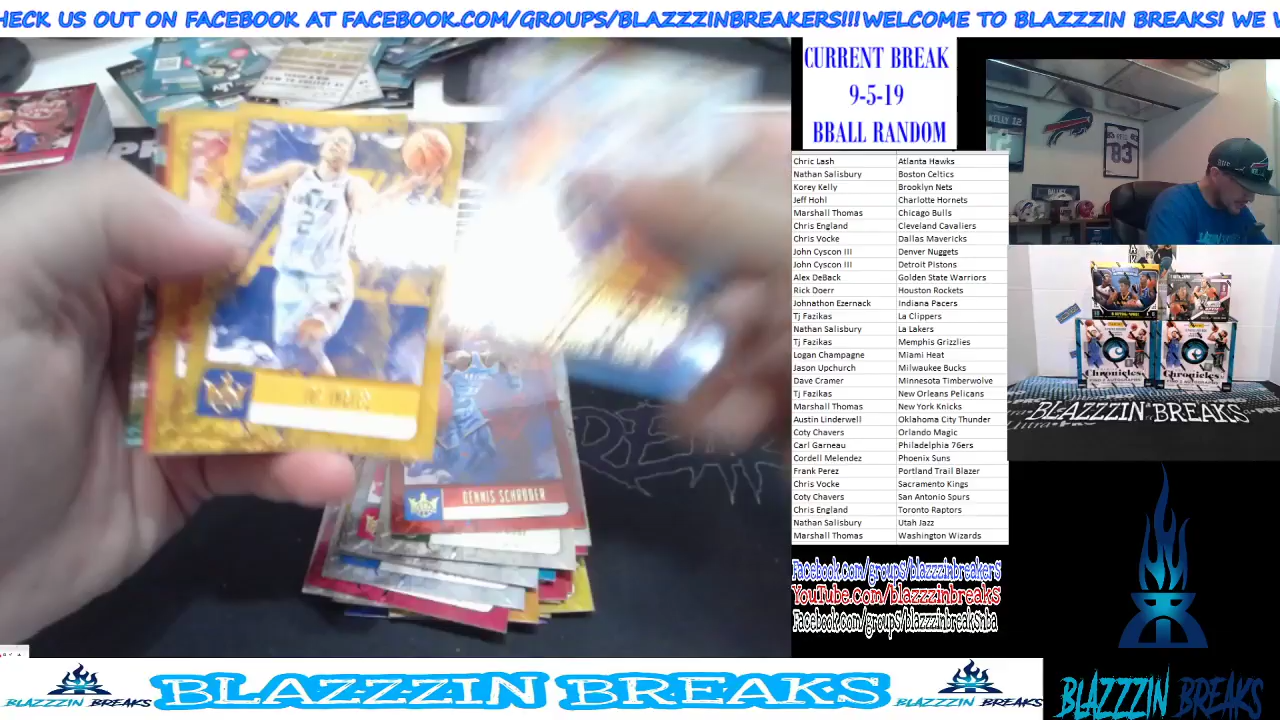 HECK US OUT ON FACEBOOK AT FACEBOOK.COM/GROUPS/BLAZZZINBREAKERS!!! WELCOME TO BLAZZZIN BREAKS! WE
CURRENT BREAK
9-5-19
BBALL RANDOM
Chric Lash Atlanta Hawks
Nathan Salisbury Boston Celtics
Korey Kelly Brooklyn Nets
Jeff Hohl Charlotte Hornets
Marshall Thomas Chicago Bulls
Chris England Cleveland Cavaliers
Chris Vocke Dallas Mavericks
John Cyscon III Denver Nuggets
John Cyscon III Detroit Pistons
Alex DeBack Golden State Warriors
Rick Doerr Houston Rockets
Johnathon Ezernack Indiana Pacers
Tj Fazikas La Clippers
Nathan Salisbury La Lakers
Tj Fazikas Memphis Grizzlies
Logan Champagne Miami Heat
Jason Upchurch Milwaukee Bucks
Dave Cramer Minnesota Timberwolve
Tj Fazikas New Orleans Pelicans
Marshall Thomas New York Knicks
Austin Linderwell Oklahoma City Thunder
Coty Chavers Orlando Magic
Carl Garneau Philadelphia 76ers
Cordell Melendez Phoenix Suns
Frank Perez Portland Trail Blazer
Chris Vocke Sacramento Kings
Coty Chavers San Antonio Spurs
Chris England Toronto Raptors
Nathan Salisbury Utah Jazz
Marshall Thomas Washington Wizards
Facebook.com/groups/blazzzinbreakers
YouTube.com/blazzzinbreaks
Facebook.com/groups/blazzzinbreaksnba
KELLY 12
83
2
DENNIS SCHRODER
Chronicles
Chronicles
BLAZZZIN BREAKS
BLAZZZIN BREAKS
BLAZZZIN BREAKS
BLAZZZIN BREAKS
BLAZZZIN BREAKS